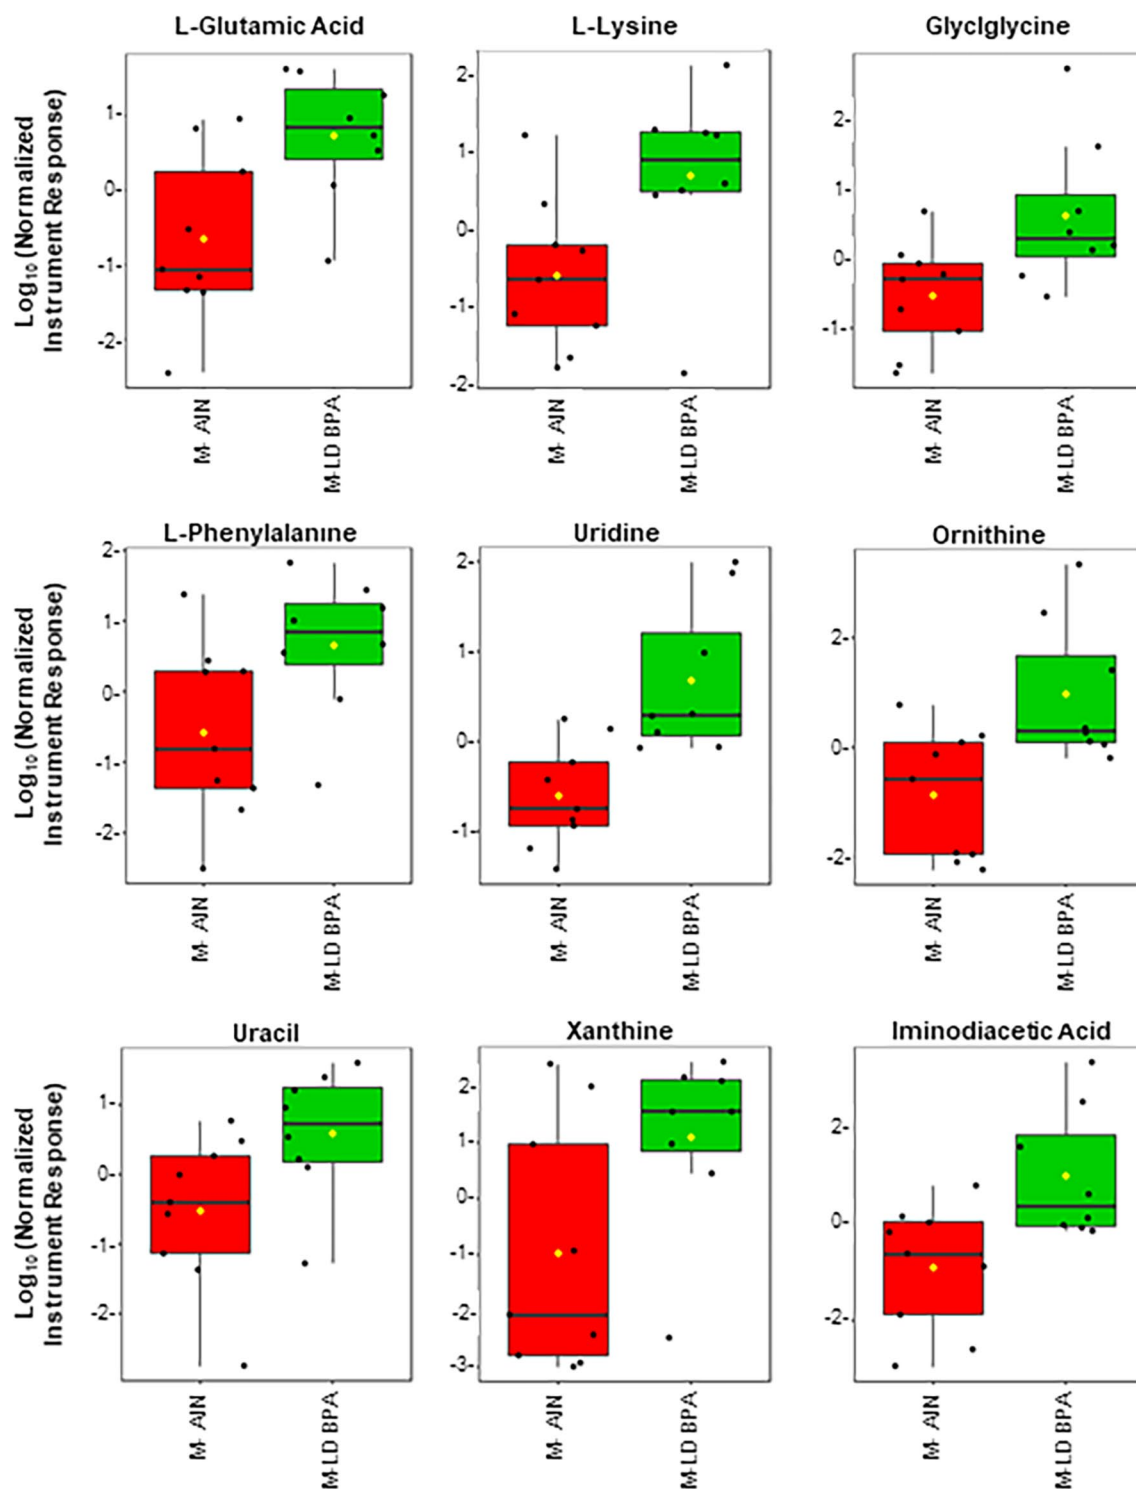 L-Glutamic Acid
L-Lysine
Glyclglycine
Log₁₀ (Normalized
Instrument Response)
1-
0-
-1-
-2-
2-
1-
0-
-1-
-2-
2-
1-
0-
-1-
M- AIN
M-LD BPA
M- AIN
M-LD BPA
M- AIN
M-LD BPA
L-Phenylalanine
Uridine
Ornithine
Log₁₀ (Normalized
Instrument Response)
2-
1-
0-
-1-
-2-
2-
1-
0-
-1-
2-
0-
-2-
M- AIN
M-LD BPA
M- AIN
M-LD BPA
M- AIN
M-LD BPA
Uracil
Xanthine
Iminodiacetic Acid
Log₁₀ (Normalized
Instrument Response)
1-
0-
-1-
-2-
2-
1-
0-
-1-
-2-
-3-
2-
0-
-2-
M- AIN
M-LD BPA
M- AIN
M-LD BPA
M- AIN
M-LD BPA